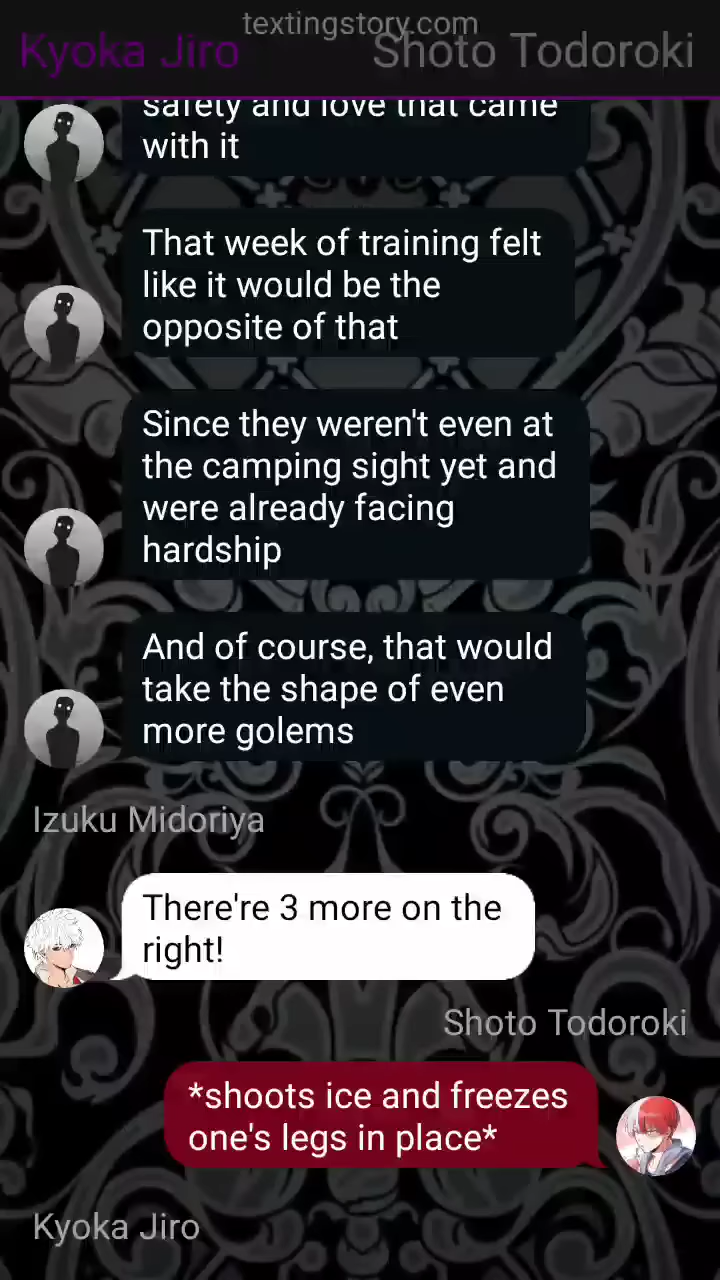 textingstory.com
Kyoka Jiro
Shoto Todoroki
safety and love that came
with it
That week of training felt
like it would be the
opposite of that
Since they weren't even at
the camping sight yet and
were already facing
hardship
And of course, that would
take the shape of even
more golems
Izuku Midoriya
There're 3 more on the
right!
Shoto Todoroki
*shoots ice and freezes
one's legs in place*
Kyoka Jiro